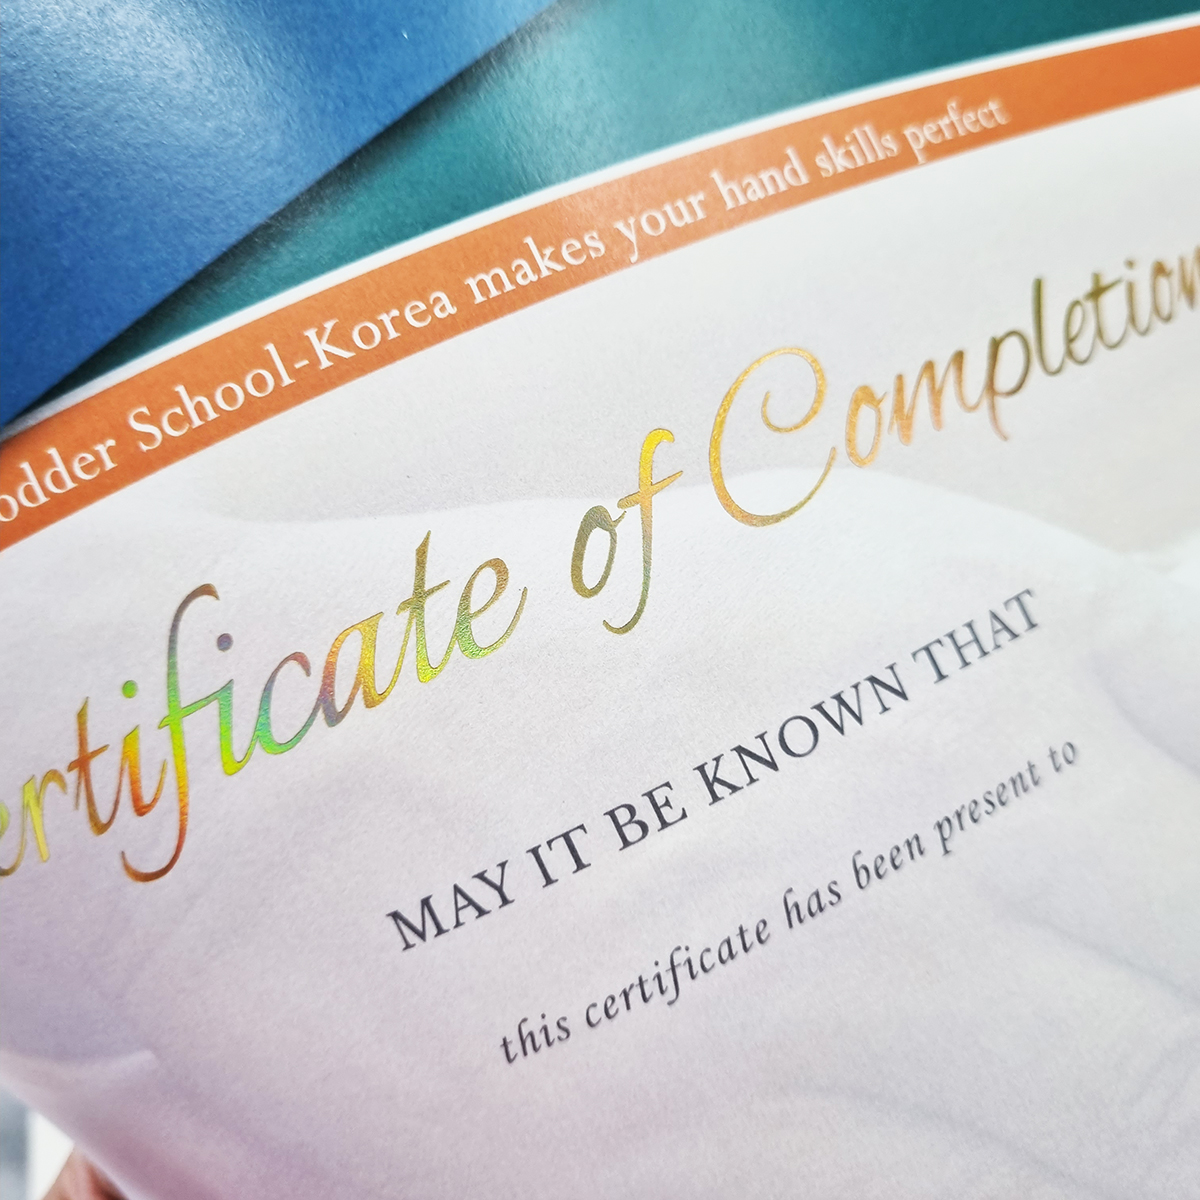 odder School-Korea makes your hand skills perfect
ertificate of Completion
MAY IT BE KNOWN THAT
this certificate has been present to